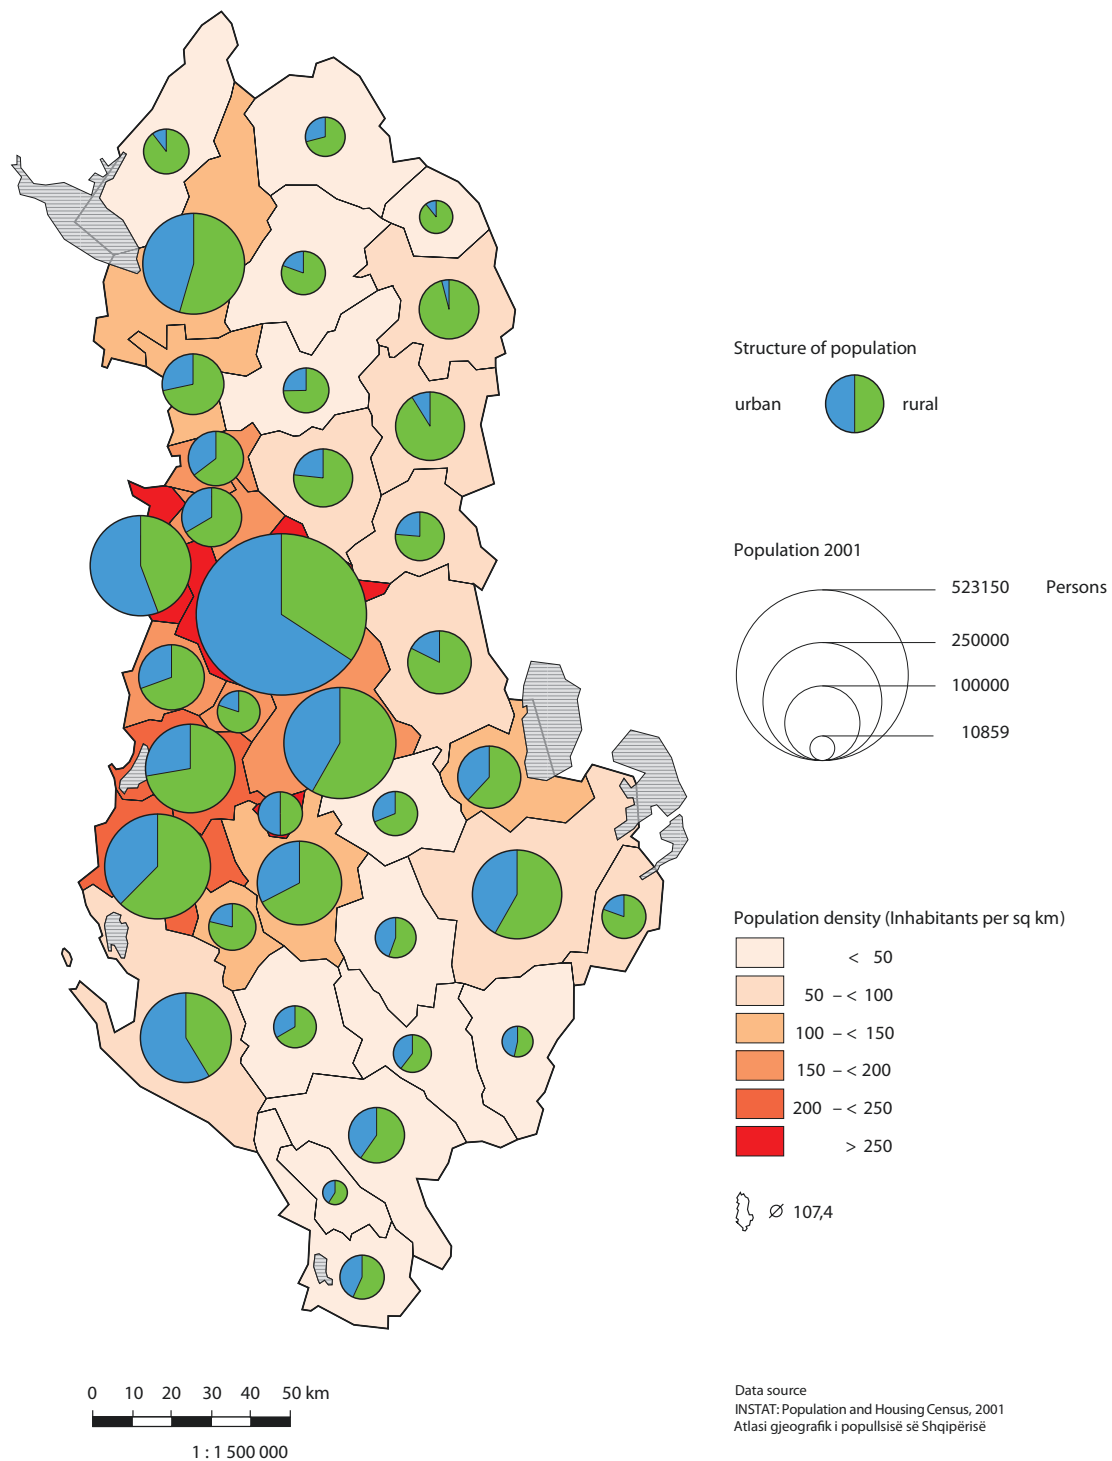 Structure of population
urban rural
Population 2001
523150 Persons
250000
100000
10859
Population density (Inhabitants per sq km)
< 50
50 – < 100
100 – < 150
150 – < 200
200 – < 250
> 250
Ø 107,4
0 10 20 30 40 50 km
1 : 1 500 000
Data source
INSTAT: Population and Housing Census, 2001
Atlasi gjeografik i popullsisë së Shqipërisë